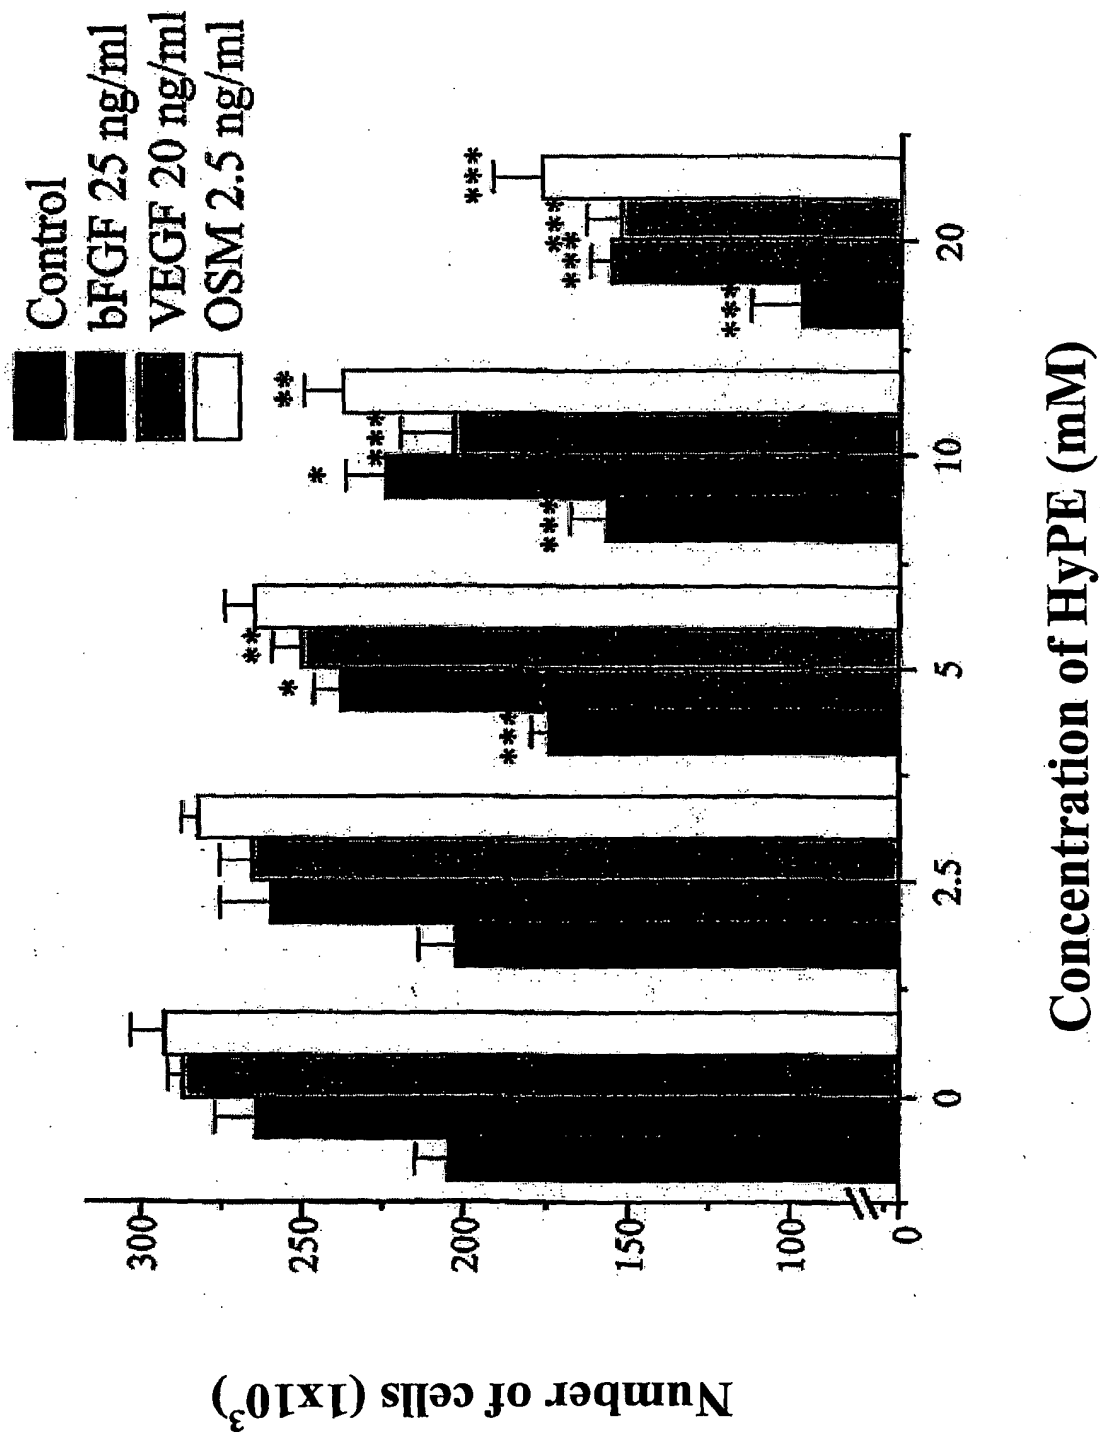 Control
bFGF 25 ng/ml
VEGF 20 ng/ml
OSM 2.5 ng/ml
Number of cells (1x10³)
300
250
200
150
100
0
*** ** *** * *** ** *** * *** *** *** ***
0 2.5 5 10 20
Concentration of HyPE (mM)